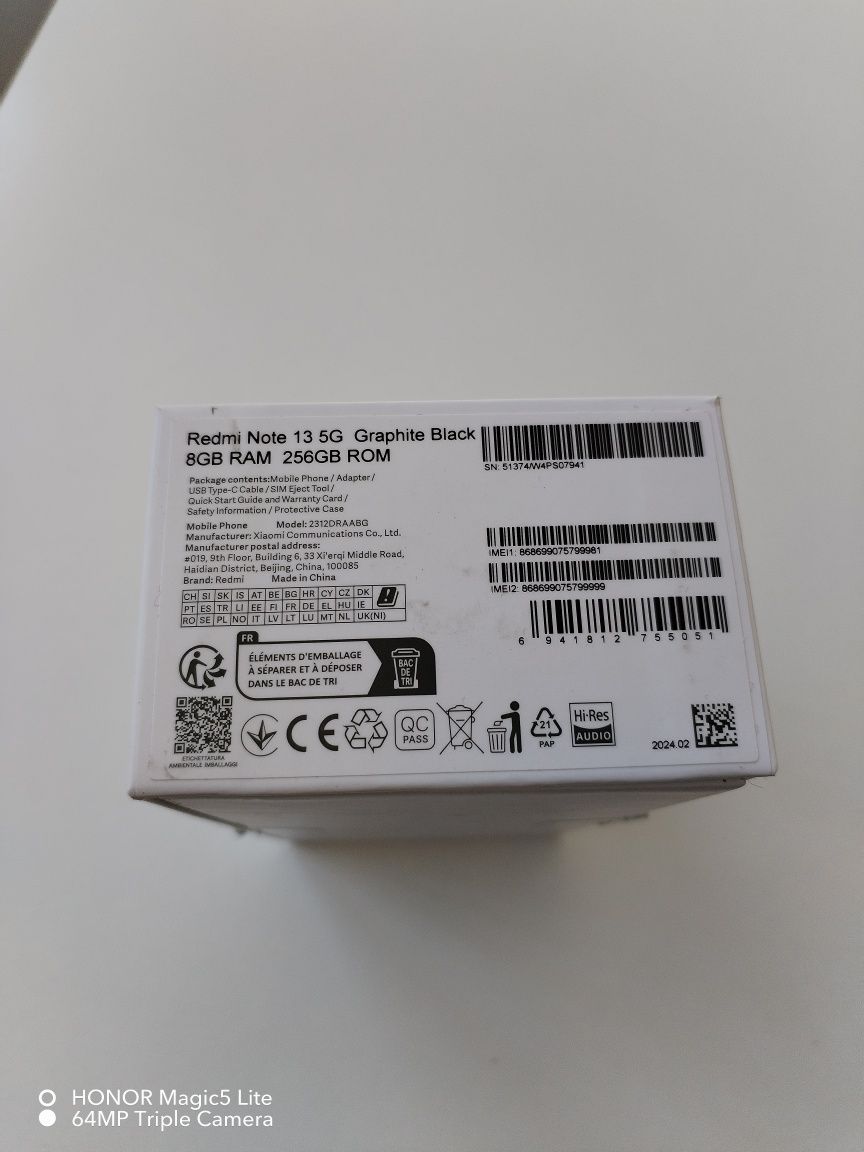 Redmi Note 13 5G Graphite Black
8GB RAM 256GB ROM
Package contents:Mobile Phone / Adapter /
USB Type-C Cable / SIM Eject Tool /
Quick Start Guide and Warranty Card /
Safety Information / Protective Case
Mobile Phone Model: 2312DRAABG
Manufacturer: Xiaomi Communications Co., Ltd.
Manufacturer postal address:
#019, 9th Floor, Building 6, 33 Xi'erqi Middle Road,
Haidian District, Beijing, China, 100085
Brand: Redmi Made in China
CH SI SK IS AT BE BG HR CY CZ DK
PT ES TR LI EE FI FR DE EL HU IE
RO SE PL NO IT LV LT LU MT NL UK(NI)
SN: 51374/W4PS07941
IMEI1: 868699075799981
IMEI2: 868699075799999
6 941812 755051
FR
ÉLÉMENTS D'EMBALLAGE
À SÉPARER ET À DÉPOSER
DANS LE BAC DE TRI
BAC
DE
TRI
ETICHETTATURA
AMBIENTALE IMBALLAGGI
CE
QC
PASS
21
PAP
Hi-Res
AUDIO
2024.02
HONOR Magic5 Lite
64MP Triple Camera